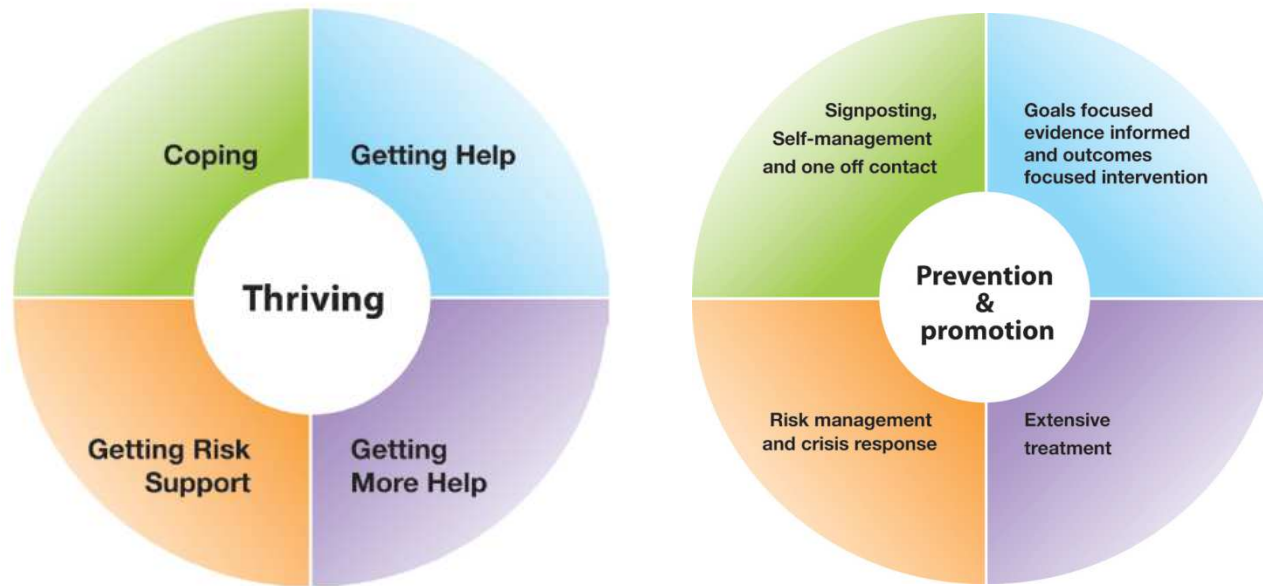 Coping
Getting Help
Thriving
Getting Risk
Support
Getting
More Help
Signposting,
Self-management
and one off contact
Goals focused
evidence informed
and outcomes
focused intervention
Prevention
&
promotion
Risk management
and crisis response
Extensive
treatment